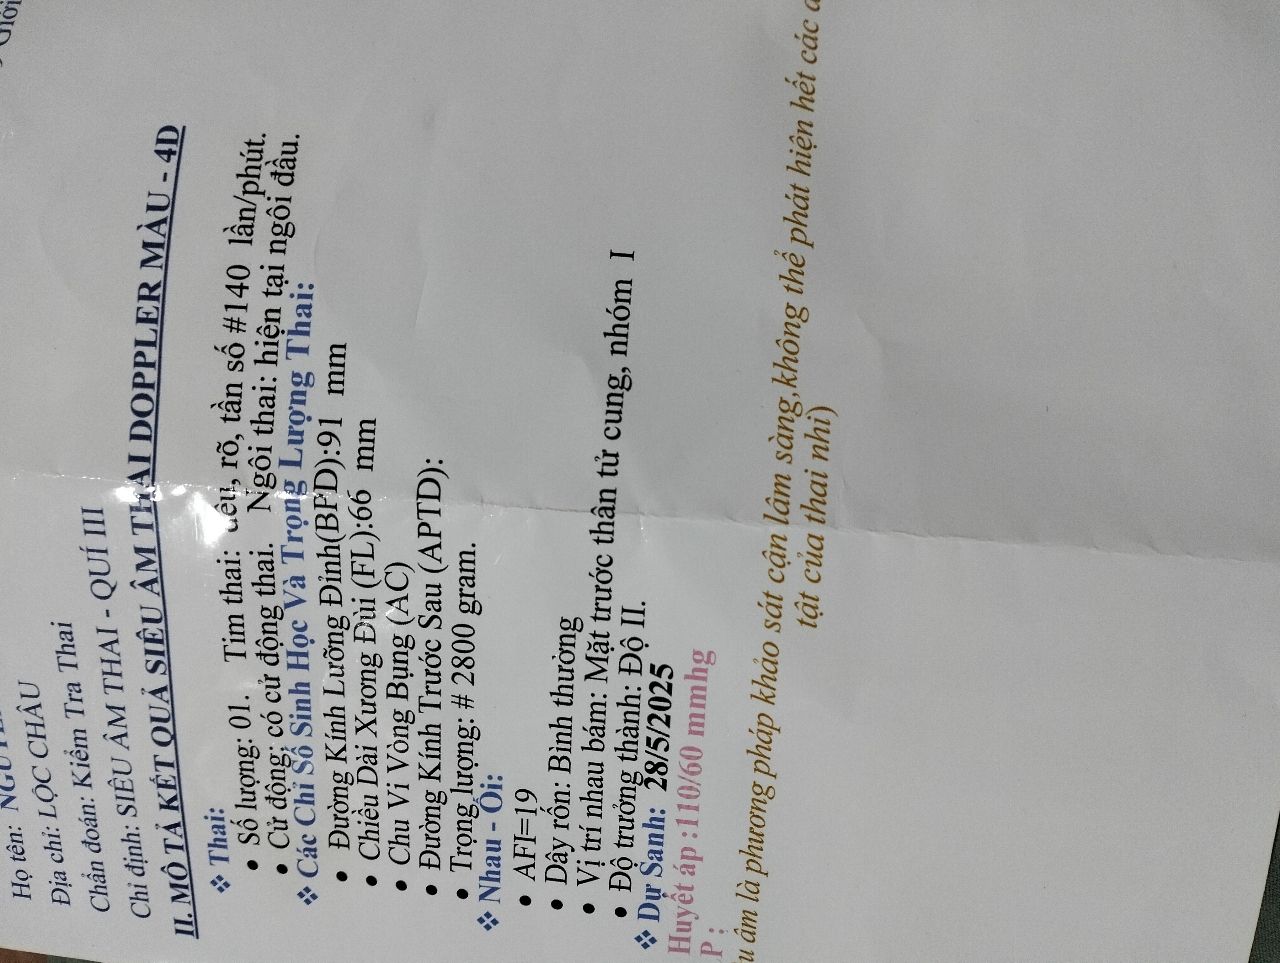 Giới
Họ tên:
Địa chỉ: LỘC CHÂU
Chẩn đoán: Kiểm Tra Thai
Chỉ định: SIÊU ÂM THAI - QUÍ III
II. MÔ TẢ KẾT QUẢ SIÊU ÂM THAI DOPPLER MÀU - 4D
❖ Thai:
• Số lượng: 01. Tim thai: đều, rõ, tần số #140 lần/phút.
• Cử động: có cử động thai. Ngôi thai: hiện tại ngôi đầu.
❖ Các Chỉ Số Sinh Học Và Trọng Lượng Thai:
• Đường Kính Lưỡng Đỉnh(BPD):91 mm
• Chiều Dài Xương Đùi (FL):66 mm
• Chu Vi Vòng Bụng (AC)
• Đường Kính Trước Sau (APTD):
• Trọng lượng: # 2800 gram.
❖ Nhau - Ối:
• AFI=19
• Dây rốn: Bình thường
• Vị trí nhau bám: Mặt trước thân tử cung, nhóm I
• Độ trưởng thành: Độ II.
❖ Dự Sanh: 28/5/2025
Huyết áp :110/60 mmhg
P :
âm là phương pháp khảo sát cận lâm sàng,không thể phát hiện hết các
tật của thai nhi)